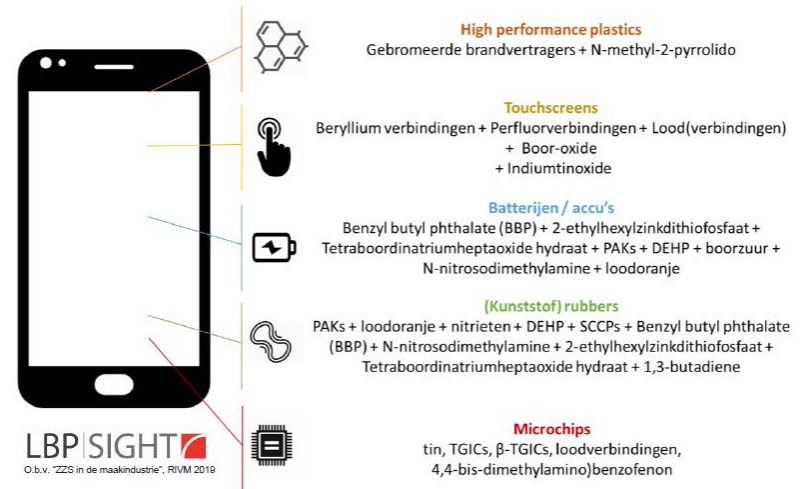 High performance plastics
Gebromeerde brandvertragers + N-methyl-2-pyrrolido
Touchscreens
Beryllium verbindingen + Perfluorverbindingen + Lood(verbindingen)
+ Boor-oxide
+ Indiumtinoxide
Batterijen / accu's
Benzyl butyl phthalate (BBP) + 2-ethylhexylzinkdithiofosfaat +
Tetraboordinatriumheptaoxide hydraat + PAKs + DEHP + boorzuur +
N-nitrosodimethylamine + loodoranje
(Kunststof) rubbers
PAKs + loodoranje + nitrieten + DEHP + SCCPs + Benzyl butyl phthalate
(BBP) + N-nitrosodimethylamine + 2-ethylhexylzinkdithiofosfaat +
Tetraboordinatriumheptaoxide hydraat + 1,3-butadiene
Microchips
tin, TGICs, β-TGICs, loodverbindingen,
4,4-bis-dimethylamino)benzofenon
LBP|SIGHT
O.b.v. "ZZS in de maakindustrie", RIVM 2019